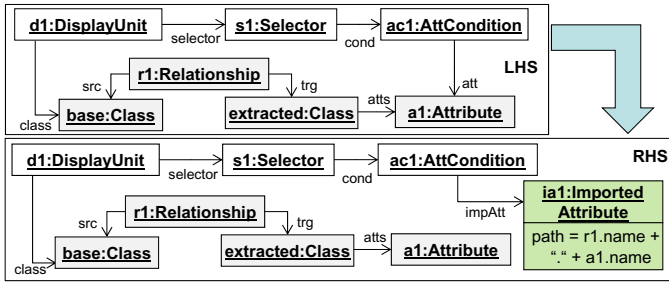 d1:DisplayUnit
selector
s1:Selector
cond
ac1:AttCondition
LHS
r1:Relationship
src
trg
att
class
base:Class
extracted:Class
atts
a1:Attribute
RHS
d1:DisplayUnit
selector
s1:Selector
cond
ac1:AttCondition
impAtt
ia1:Imported
Attribute
path = r1.name +
"." + a1.name
r1:Relationship
src
trg
class
base:Class
extracted:Class
atts
a1:Attribute